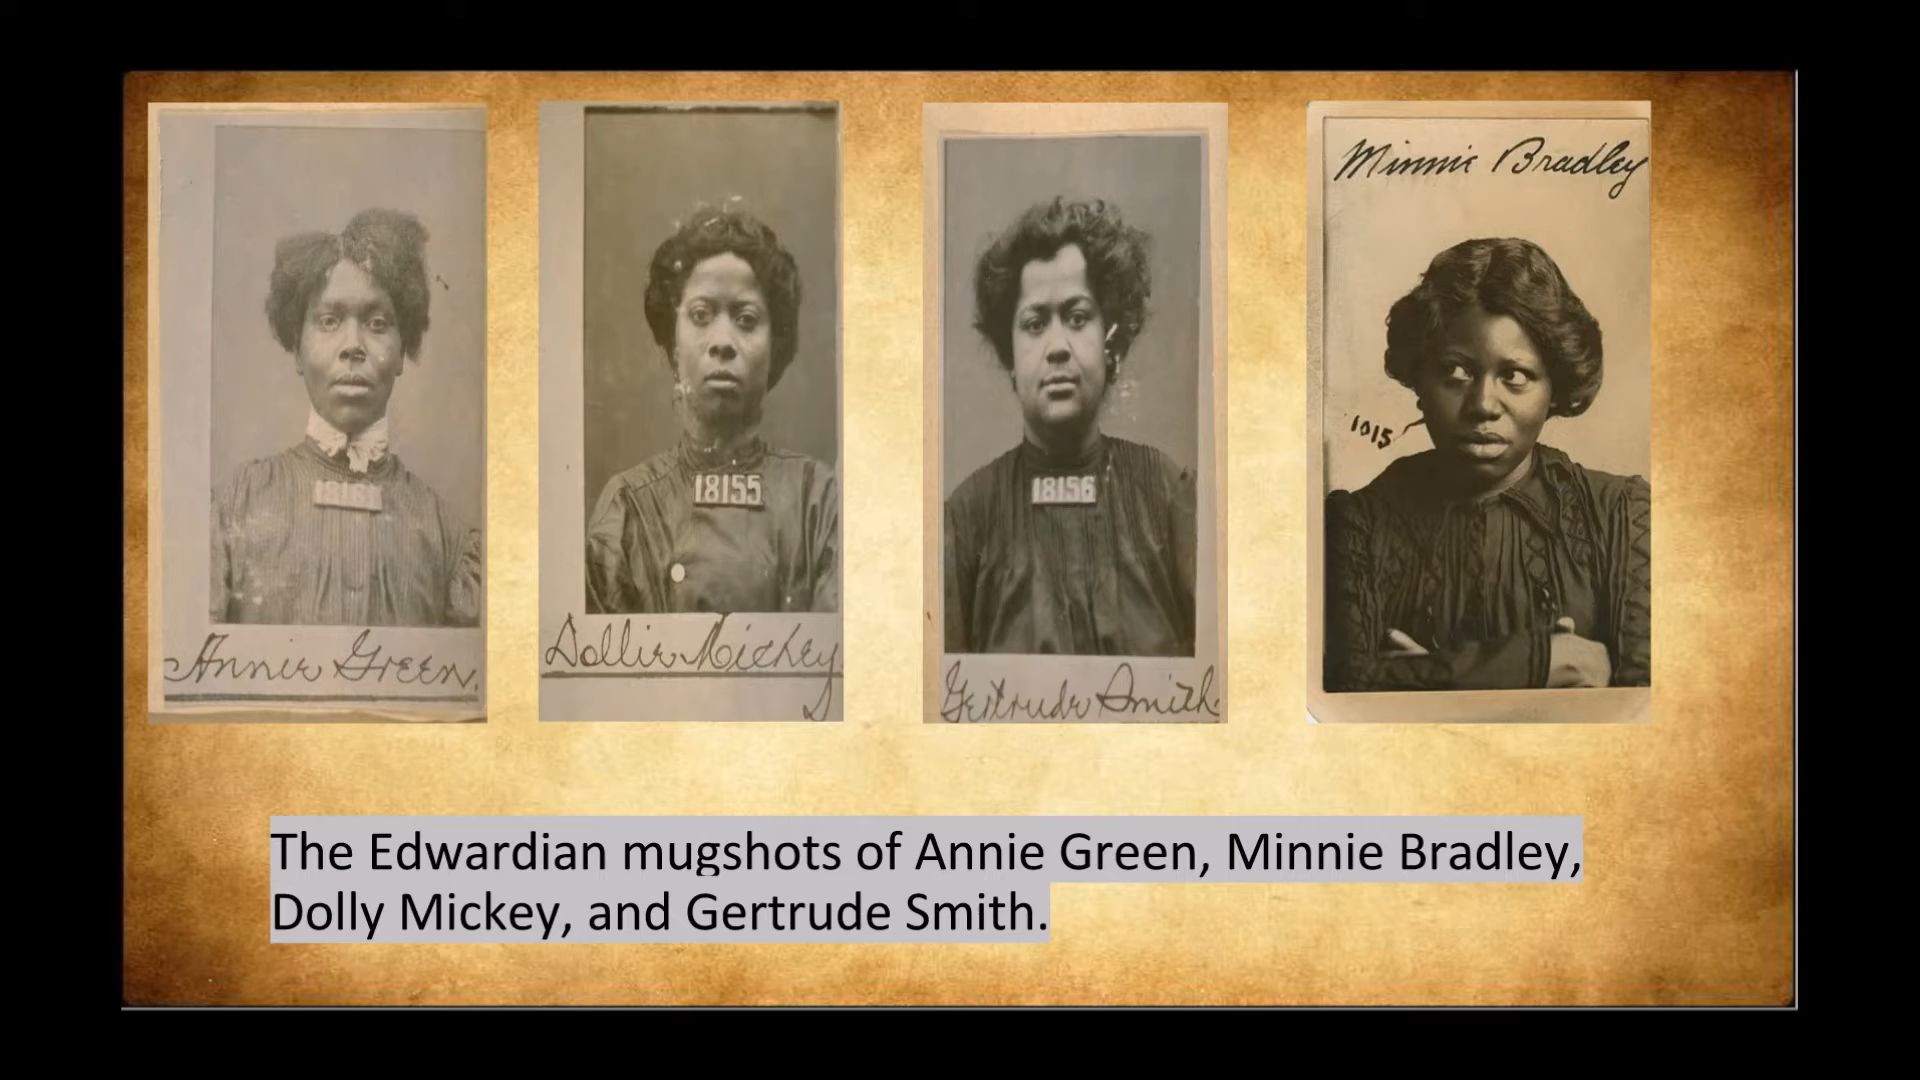 Minnie Bradley
1015
18155
18156
Annie Green.
Dollie Mickey
Gertrude Smith.
The Edwardian mugshots of Annie Green, Minnie Bradley,
Dolly Mickey, and Gertrude Smith.